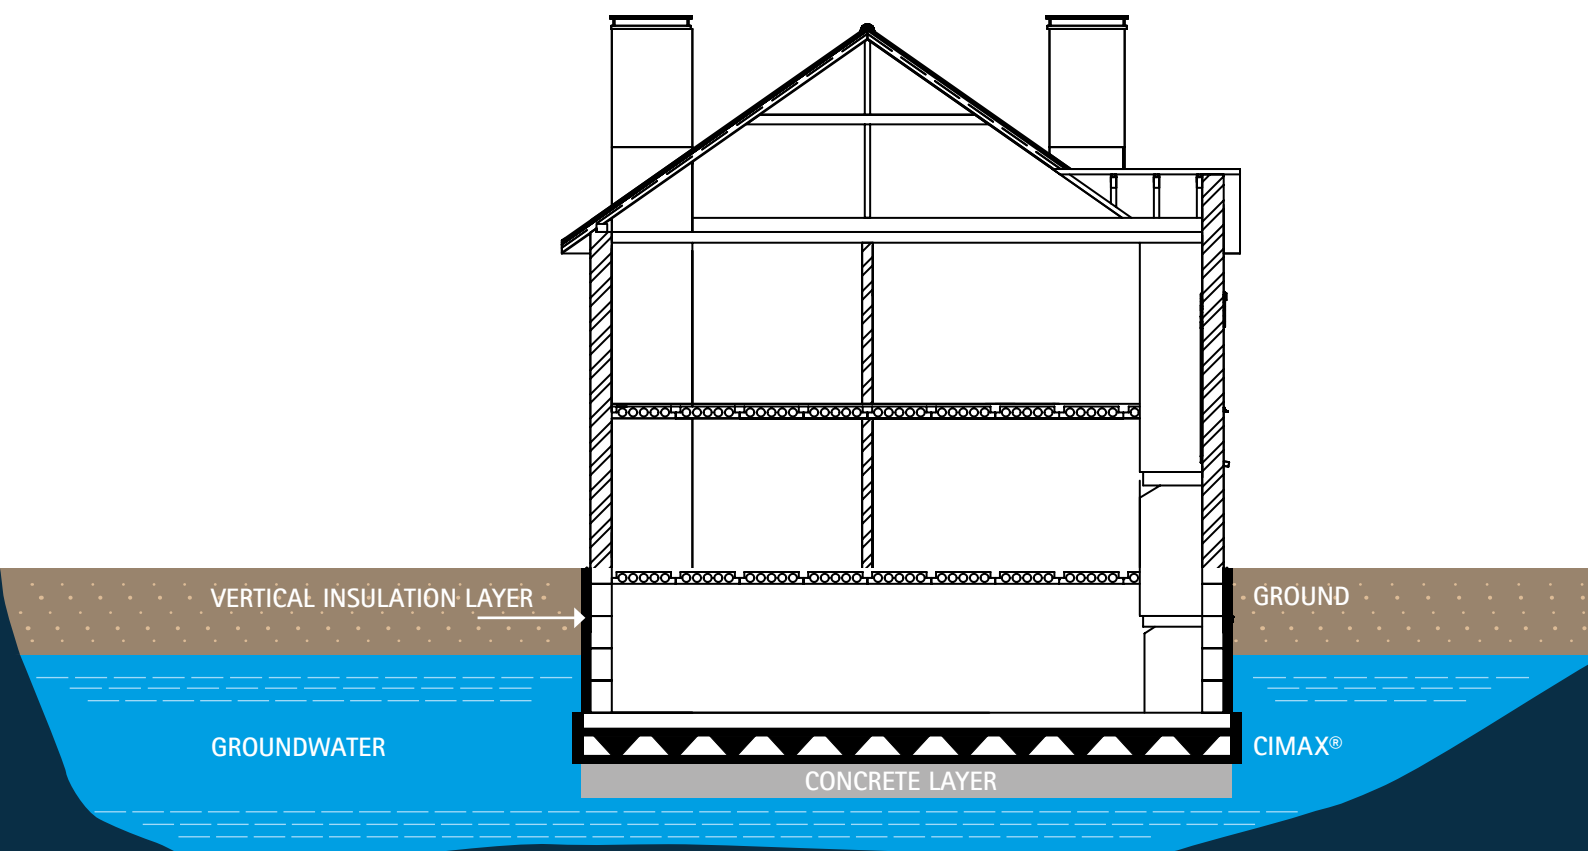 VERTICAL INSULATION LAYER
GROUND
GROUNDWATER
CIMAX®
CONCRETE LAYER